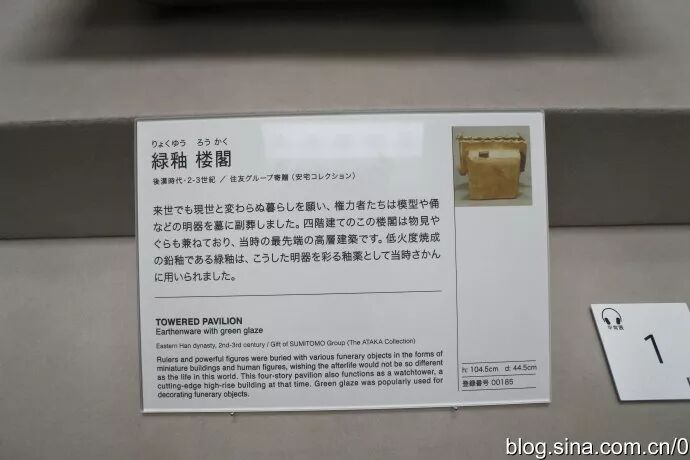 りょくゆう ろう かく
緑釉 楼閣
後漢時代・2-3世紀 / 住友グループ寄贈（安宅コレクション）
来世でも現世と変わらぬ暮らしを願い、権力者たちは模型や俑
などの明器を墓に副葬しました。四階建てのこの楼閣は物見や
ぐらも兼ねており、当時の最先端の高層建築です。低火度焼成
の鉛釉である緑釉は、こうした明器を彩る釉薬として当時さかん
に用いられました。
TOWERED PAVILION
Earthenware with green glaze
Eastern Han dynasty, 2nd-3rd century / Gift of SUMITOMO Group (The ATAKA Collection)
Rulers and powerful figures were buried with various funerary objects in the forms of
miniature buildings and human figures, wishing the afterlife would not be so different
as the life in this world. This four-story pavilion also functions as a watchtower, a
cutting-edge high-rise building at that time. Green glaze was popularly used for
decorating funerary objects.
h: 104.5cm d: 44.5cm
登録番号 00185
1
blog.sina.com.cn/0